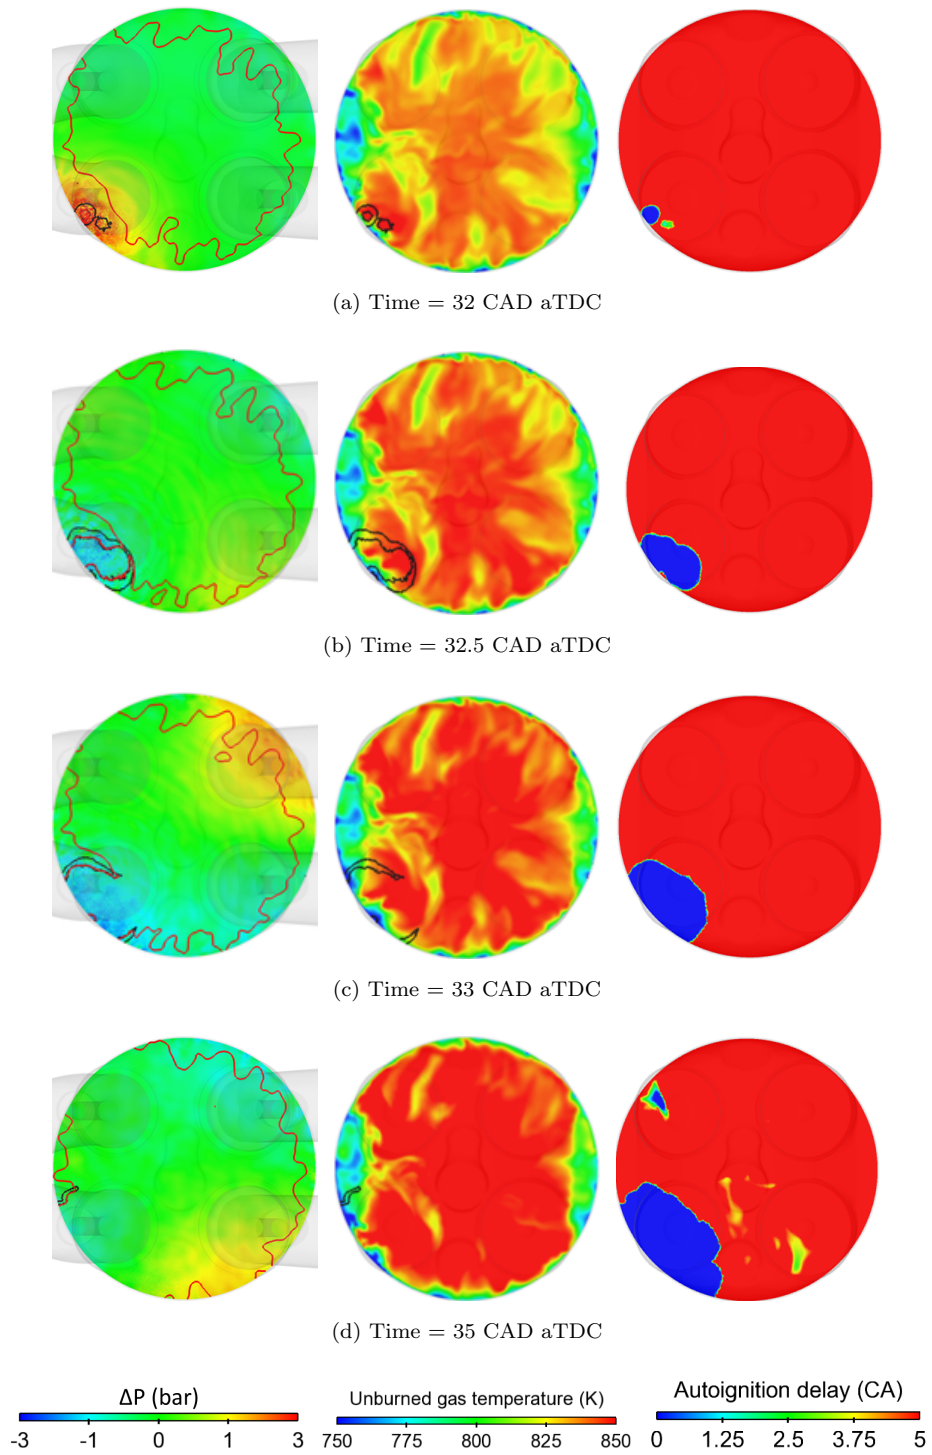 (a) Time = 32 CAD aTDC
(b) Time = 32.5 CAD aTDC
(c) Time = 33 CAD aTDC
(d) Time = 35 CAD aTDC
ΔP (bar)
-3 -1 0 1 3
Unburned gas temperature (K)
750 775 800 825 850
Autoignition delay (CA)
0 1.25 2.5 3.75 5